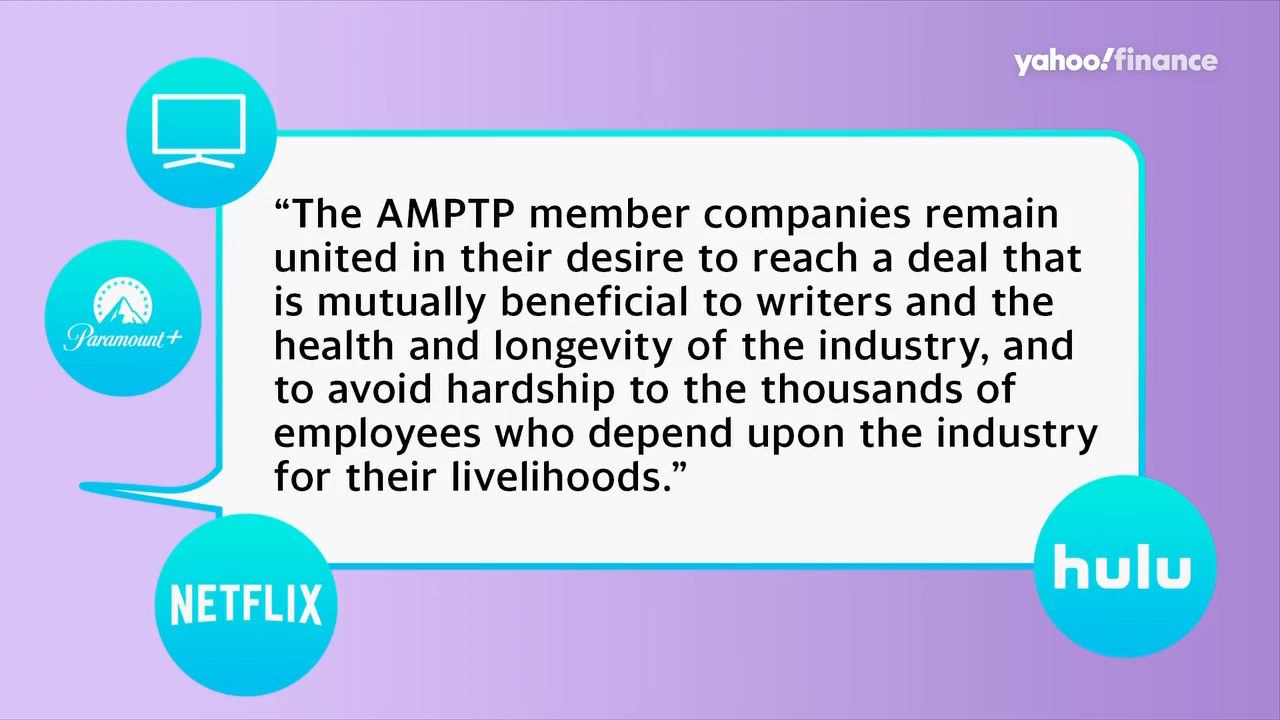 yahoo!finance
“The AMPTP member companies remain
united in their desire to reach a deal that
is mutually beneficial to writers and the
health and longevity of the industry, and
to avoid hardship to the thousands of
employees who depend upon the industry
for their livelihoods.”
Paramount+
NETFLIX
hulu